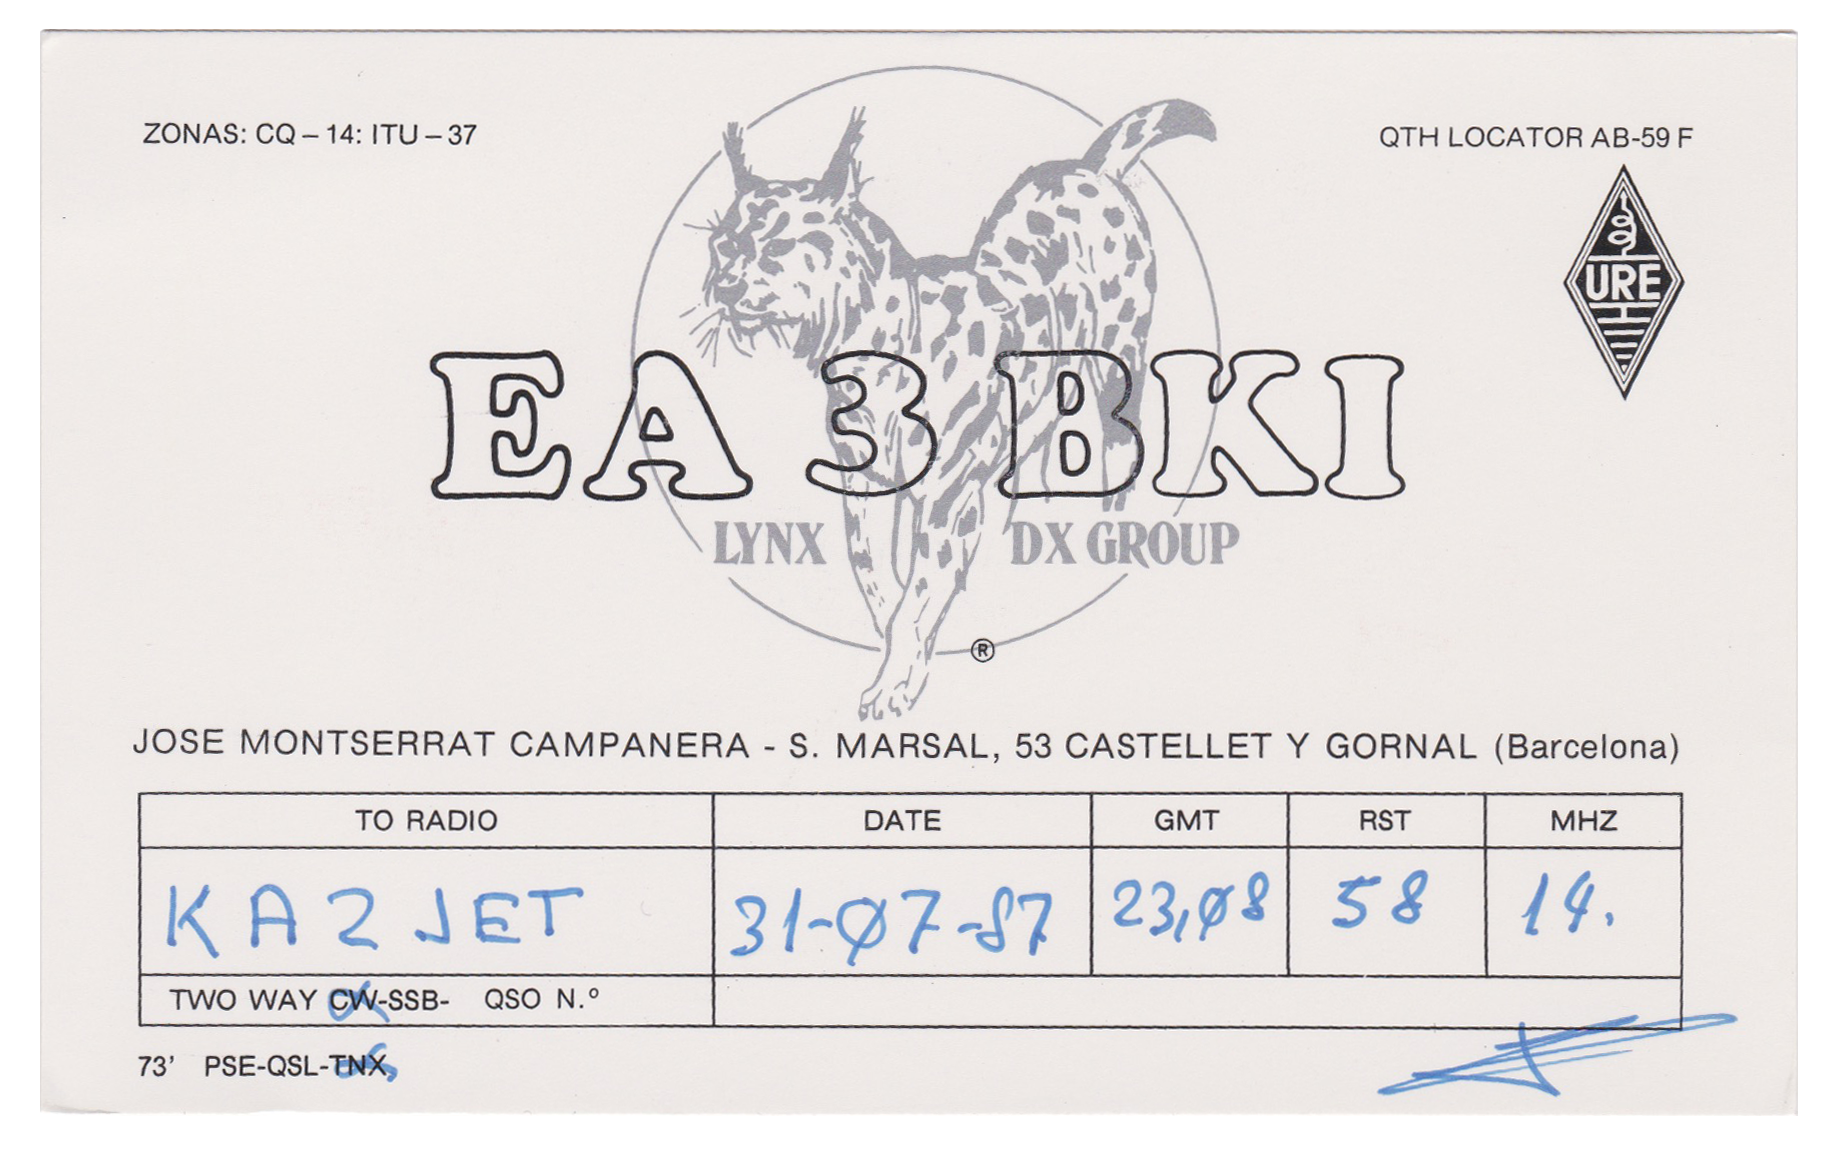 ZONAS: CQ – 14: ITU – 37
QTH LOCATOR AB-59 F
URE
EA 3 BKI
LYNX DX GROUP
®
JOSE MONTSERRAT CAMPANERA - S. MARSAL, 53 CASTELLET Y GORNAL (Barcelona)
TO RADIO DATE GMT RST MHZ
KA2JET 31-Ø7-87 23,Ø8 58 14.
TWO WAY CW-SSB- QSO N.º
73' PSE-QSL-TNX,